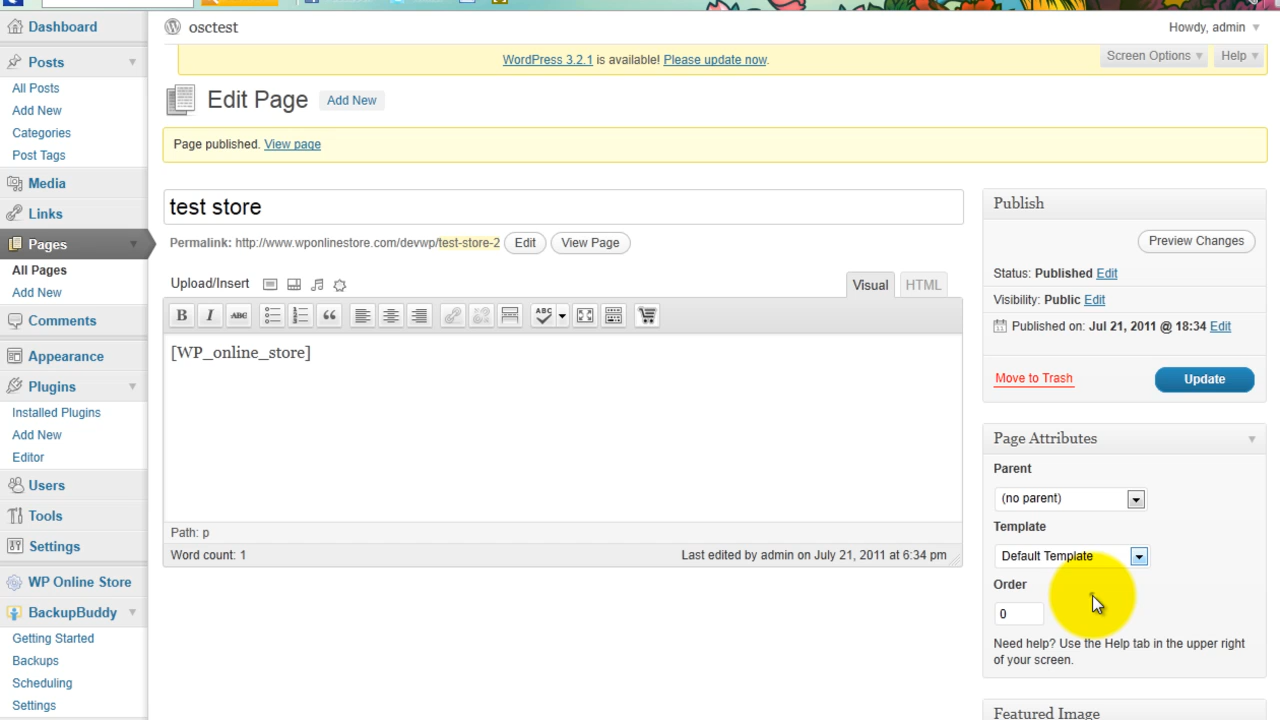 Dashboard
Posts
All Posts
Add New
Categories
Post Tags
Media
Links
Pages
All Pages
Add New
Comments
Appearance
Plugins
Installed Plugins
Add New
Editor
Users
Tools
Settings
WP Online Store
BackupBuddy
Getting Started
Backups
Scheduling
Settings
osctest
Howdy, admin
WordPress 3.2.1 is available! Please update now.
Screen Options
Help
Edit Page
Add New
Page published. View page
test store
Permalink: http://www.wponlinestore.com/devwp/test-store-2 Edit View Page
Upload/Insert
Visual
HTML
B I ABC ABC
[WP_online_store]
Path: p
Word count: 1
Last edited by admin on July 21, 2011 at 6:34 pm
Publish
Preview Changes
Status: Published Edit
Visibility: Public Edit
Published on: Jul 21, 2011 @ 18:34 Edit
Move to Trash
Update
Page Attributes
Parent
(no parent)
Template
Default Template
Order
0
Need help? Use the Help tab in the upper right
of your screen.
Featured Image